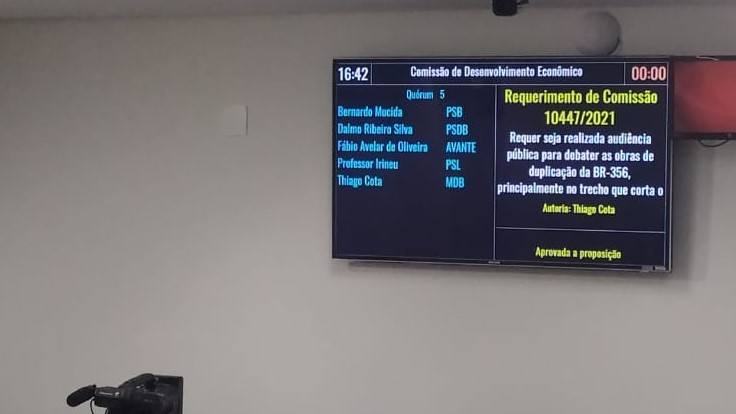 16:42
Comissão de Desenvolvimento Econômico
00:00
Quórum 5
Bernardo Mucida PSB
Dalmo Ribeiro Silva PSDB
Fábio Avelar de Oliveira AVANTE
Professor Irineu PSL
Thiago Cota MDB
Requerimento de Comissão
10447/2021
Requer seja realizada audiência
pública para debater as obras de
duplicação da BR-356,
principalmente no trecho que corta o
Autoria: Thiago Cota
Aprovada a proposição